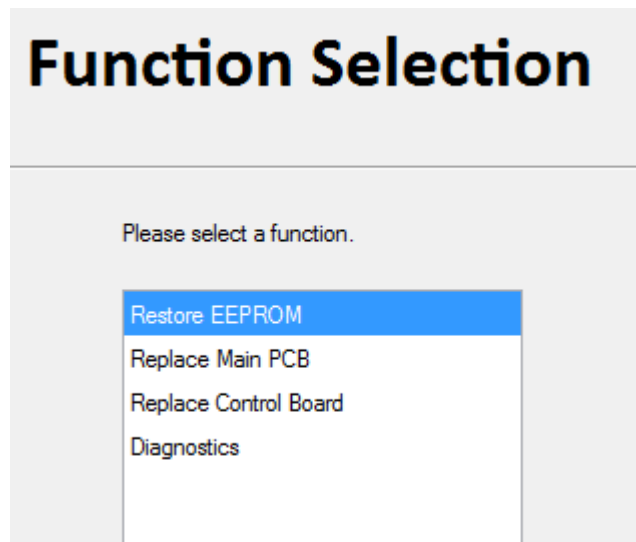 Function Selection
Please select a function.
Restore EEPROM
Replace Main PCB
Replace Control Board
Diagnostics